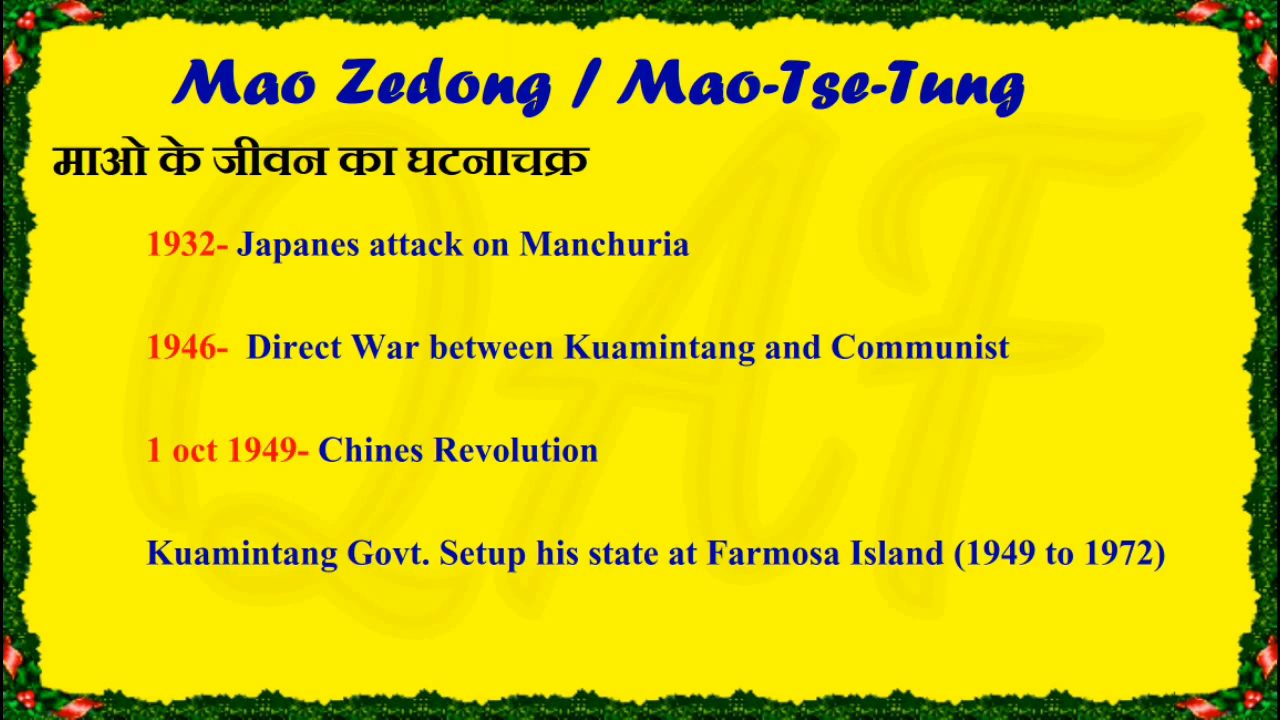 Mao Zedong / Mao-Tse-Tung
माओ के जीवन का घटनाचक्र
1932- Japanes attack on Manchuria
1946- Direct War between Kuamintang and Communist
1 oct 1949- Chines Revolution
Kuamintang Govt. Setup his state at Farmosa Island (1949 to 1972)
QAF